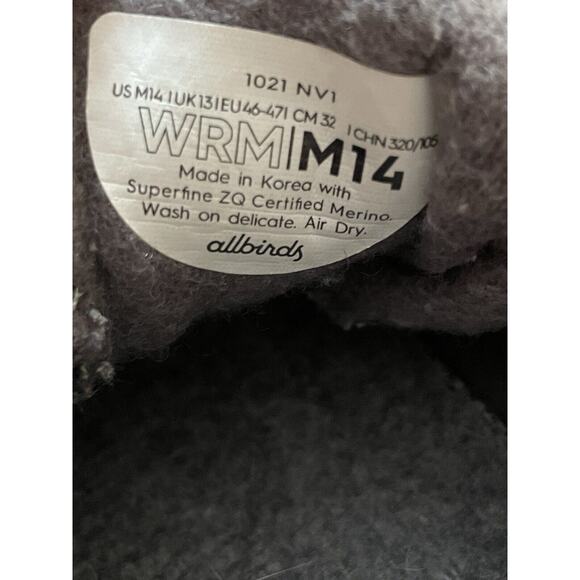 1021 NV1
US M14 | UK 13 | EU 46-47 | CM 32 | CHN 320/105
WRM|M14
Made in Korea with
Superfine ZQ Certified Merino.
Wash on delicate. Air Dry.
allbirds